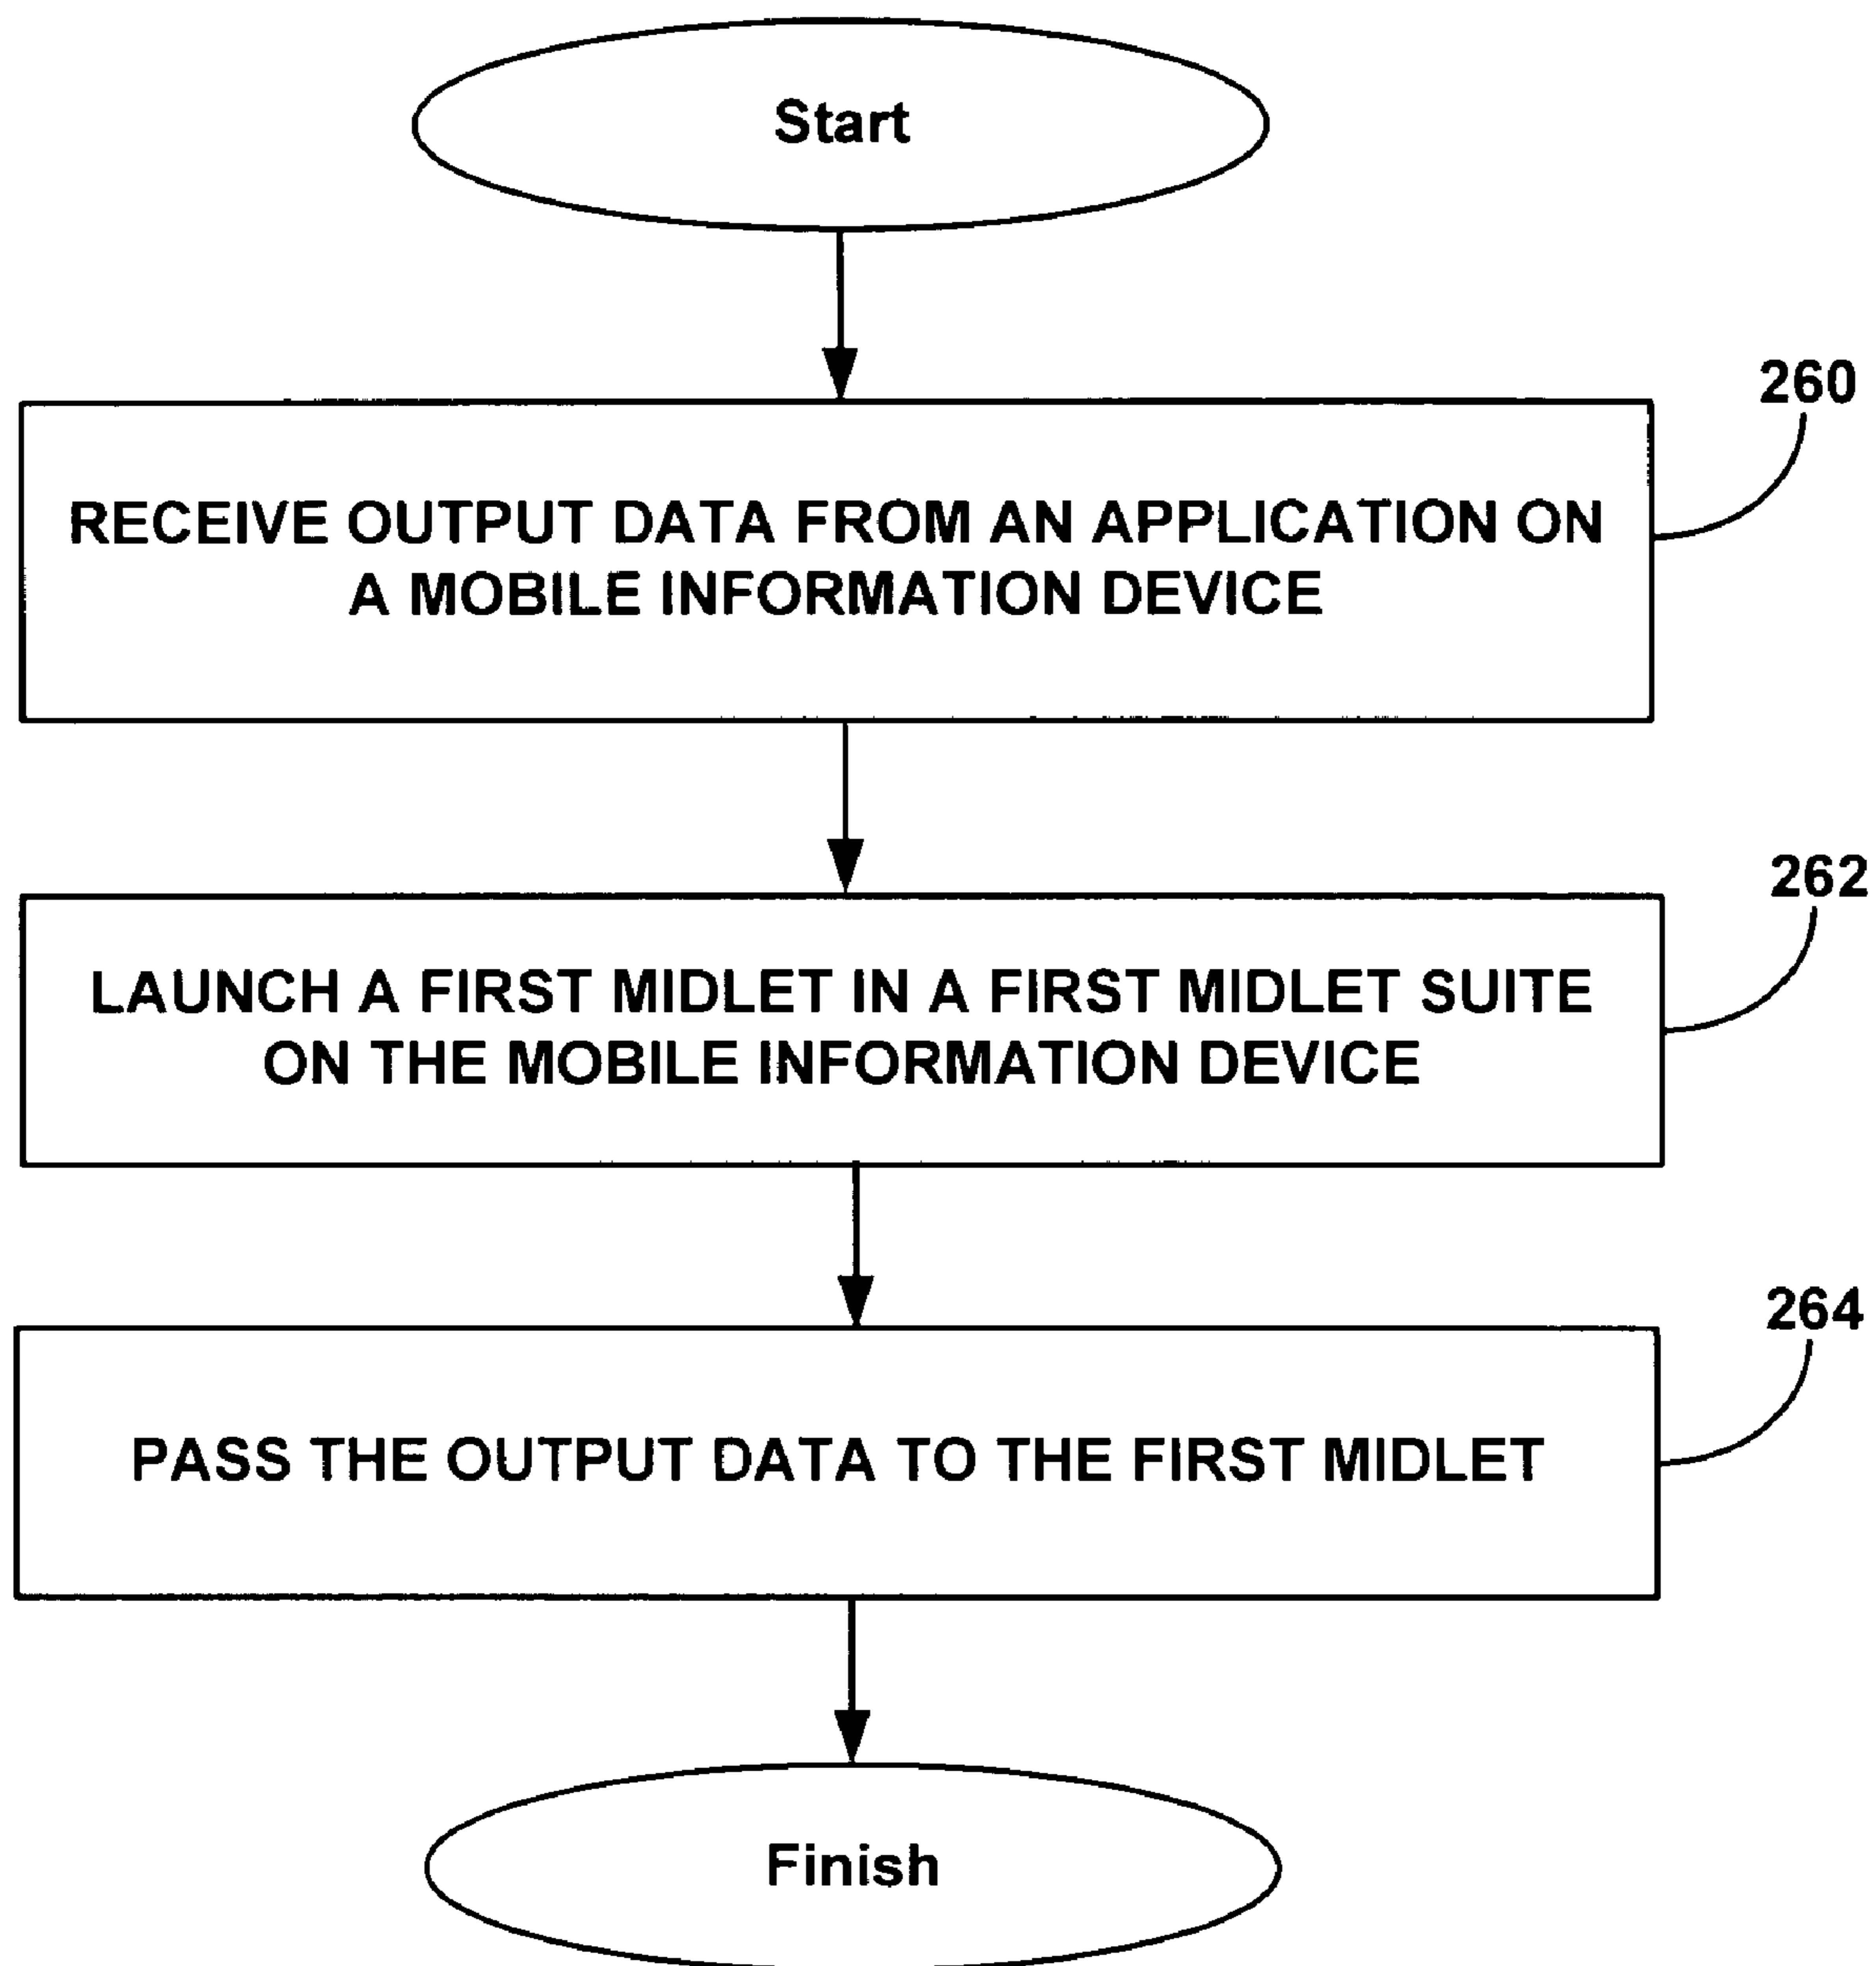 Start
260
RECEIVE OUTPUT DATA FROM AN APPLICATION ON
A MOBILE INFORMATION DEVICE
262
LAUNCH A FIRST MIDLET IN A FIRST MIDLET SUITE
ON THE MOBILE INFORMATION DEVICE
264
PASS THE OUTPUT DATA TO THE FIRST MIDLET
Finish